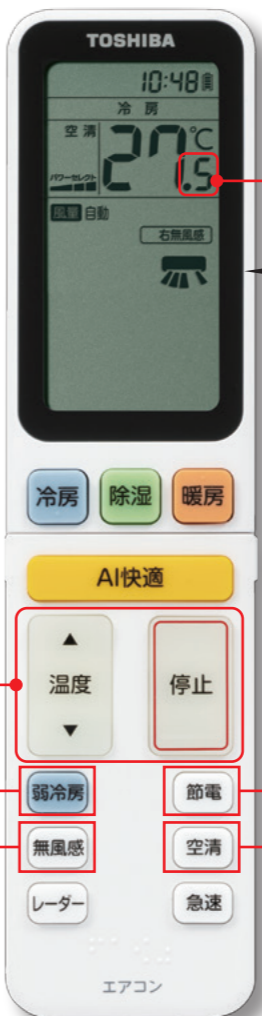 TOSHIBA
10:48
冷房
空清 27.5℃
パワーセレクト
風量 自動
右無風感
冷房 除湿 暖房
AI快適
▲
温度 停止
▼
弱冷房 節電
無風感 空清
レーダー 急速
エアコン